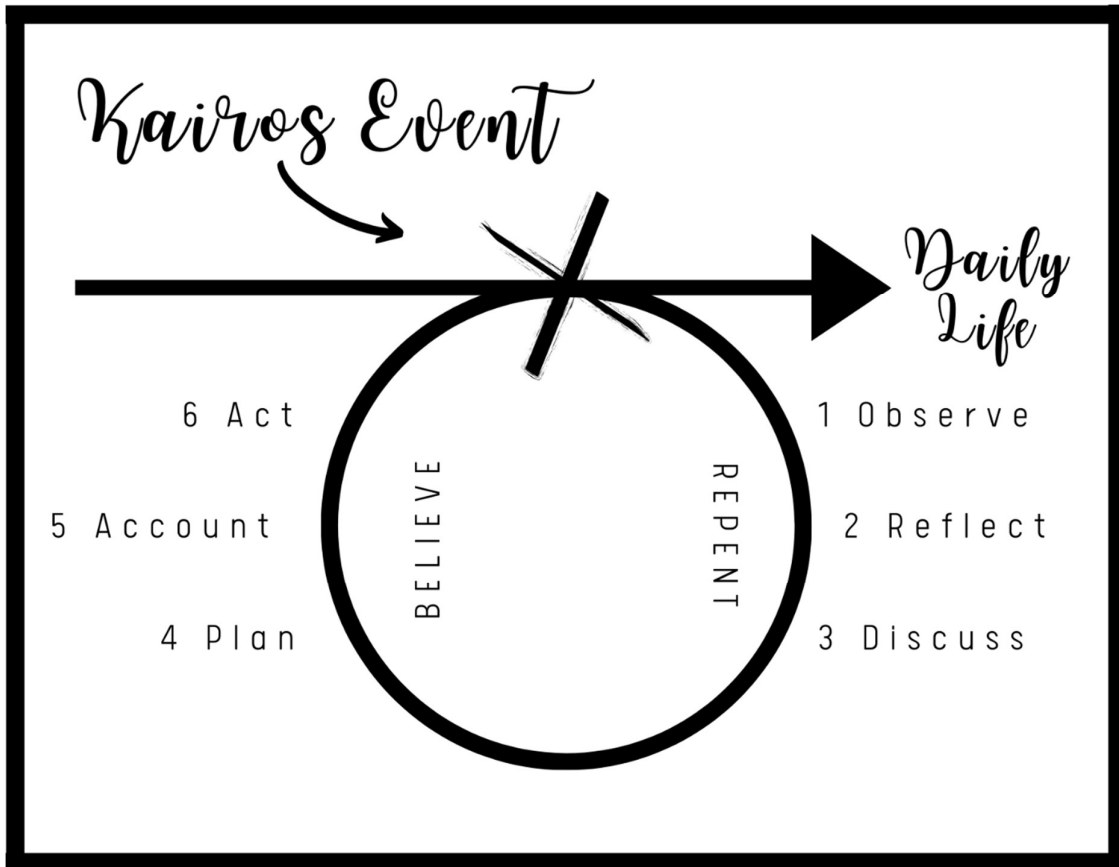 Kairos Event
Daily
Life
6 Act
1 Observe
5 Account
BELIEVE
REPENT
2 Reflect
4 Plan
3 Discuss